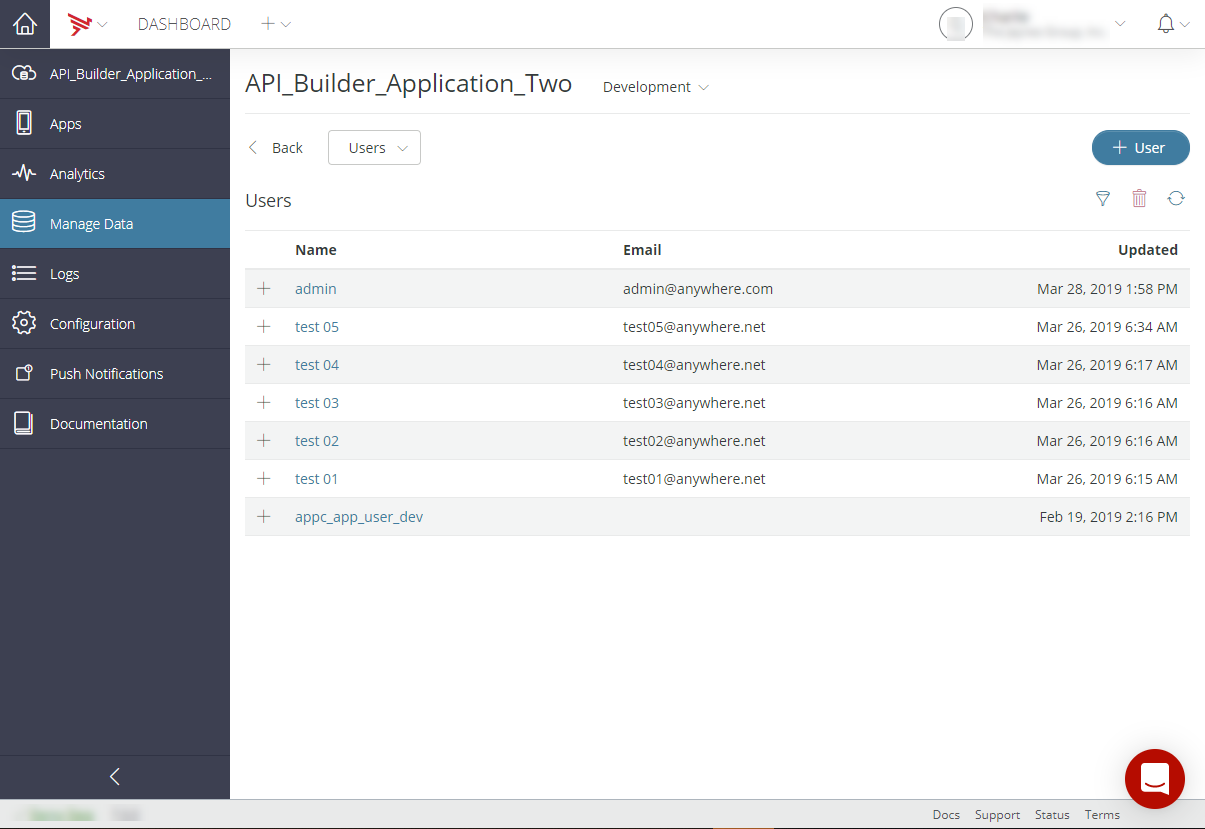 DASHBOARD
API_Builder_Application_...
Apps
Analytics
Manage Data
Logs
Configuration
Push Notifications
Documentation
API_Builder_Application_Two Development
Back Users + User
Users
Name Email Updated
+ admin admin@anywhere.com Mar 28, 2019 1:58 PM
+ test 05 test05@anywhere.net Mar 26, 2019 6:34 AM
+ test 04 test04@anywhere.net Mar 26, 2019 6:17 AM
+ test 03 test03@anywhere.net Mar 26, 2019 6:16 AM
+ test 02 test02@anywhere.net Mar 26, 2019 6:16 AM
+ test 01 test01@anywhere.net Mar 26, 2019 6:15 AM
+ appc_app_user_dev Feb 19, 2019 2:16 PM
Docs Support Status Terms